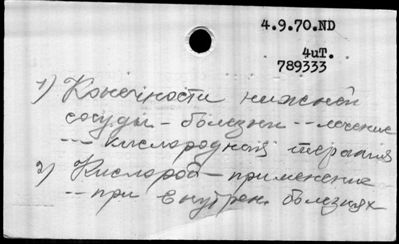 4.9.70.ND
4uT.
789333
1) Конечности нижней
сосуды - болезни -- лечение
--- кислородная терапия
2) Кислород - применение
-- при внутрен. болезнях